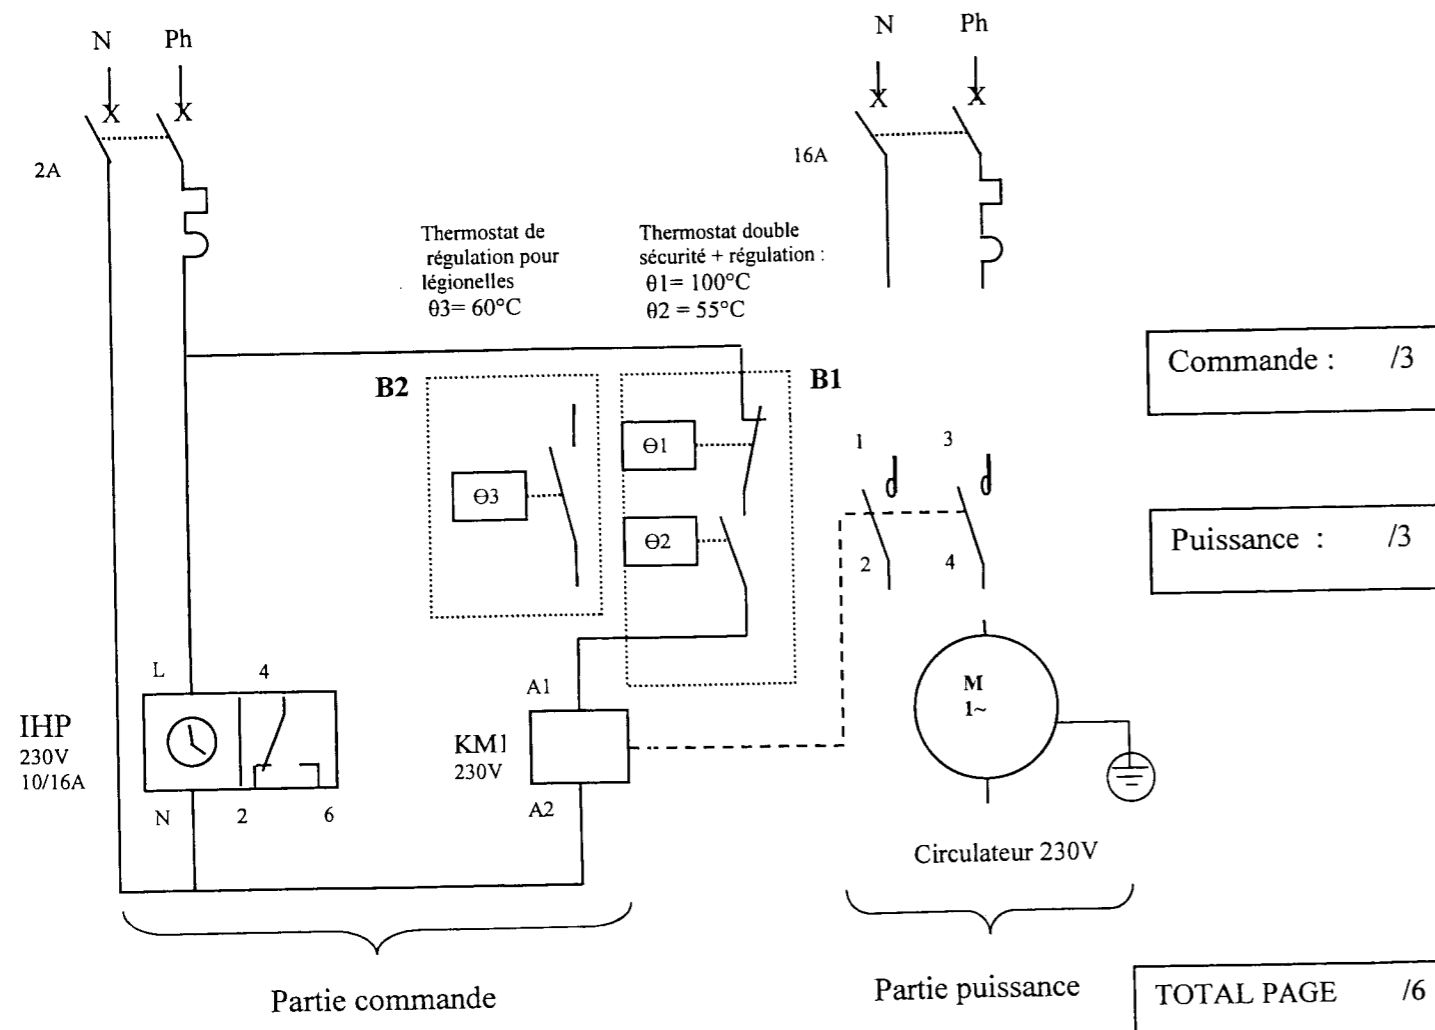 N Ph
N Ph
2A
16A
Thermostat de
régulation pour
légionelles
θ3= 60°C
Thermostat double
sécurité + régulation :
θ1= 100°C
θ2 = 55°C
Commande : /3
B2
B1
Θ1
Θ3
Θ2
1 3
2 4
Puissance : /3
L 4
IHP
230V
10/16A
N 2 6
A1
KM1
230V
A2
M
1~
Circulateur 230V
Partie commande
Partie puissance
TOTAL PAGE /6